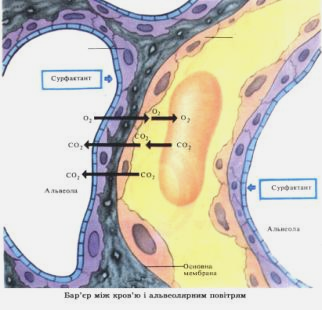 Сурфактант
O₂
O₂
O₂
CO₂
CO₂
CO₂
CO₂
CO₂
Альвеола
Сурфактант
Альвеола
Основна
мембрана
Бар'єр між кров'ю і альвеолярним повітрям